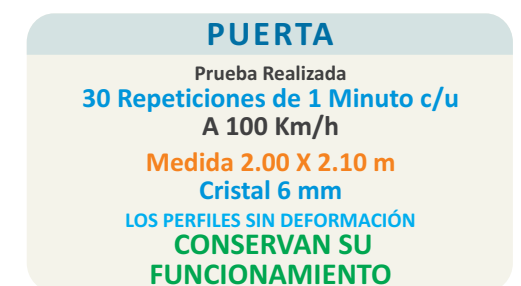 PUERTA
Prueba Realizada
30 Repeticiones de 1 Minuto c/u
A 100 Km/h
Medida 2.00 X 2.10 m
Cristal 6 mm
LOS PERFILES SIN DEFORMACIÓN
CONSERVAN SU
FUNCIONAMIENTO